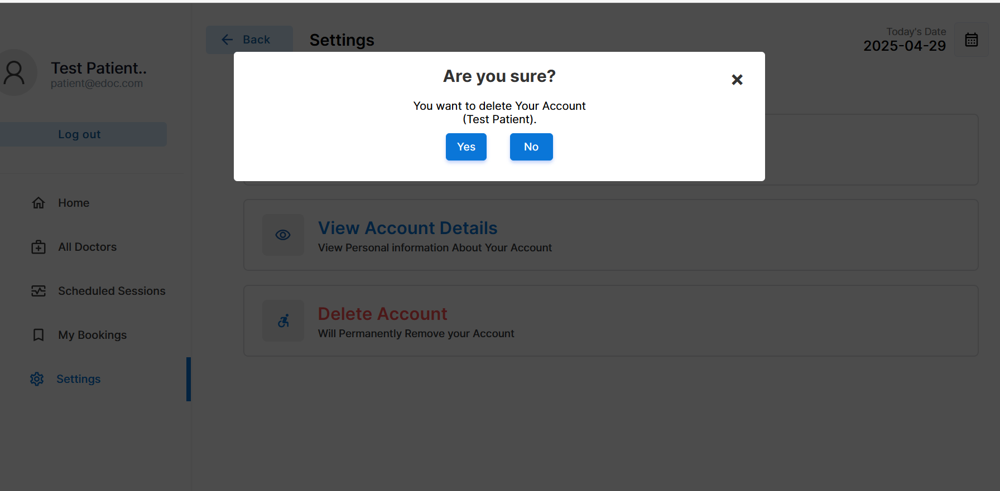 Back
Settings
Today's Date
2025-04-29
Test Patient..
patient@edoc.com
Log out
Home
All Doctors
Scheduled Sessions
My Bookings
Settings
Are you sure?
You want to delete Your Account
(Test Patient).
Yes
No
View Account Details
View Personal information About Your Account
Delete Account
Will Permanently Remove your Account